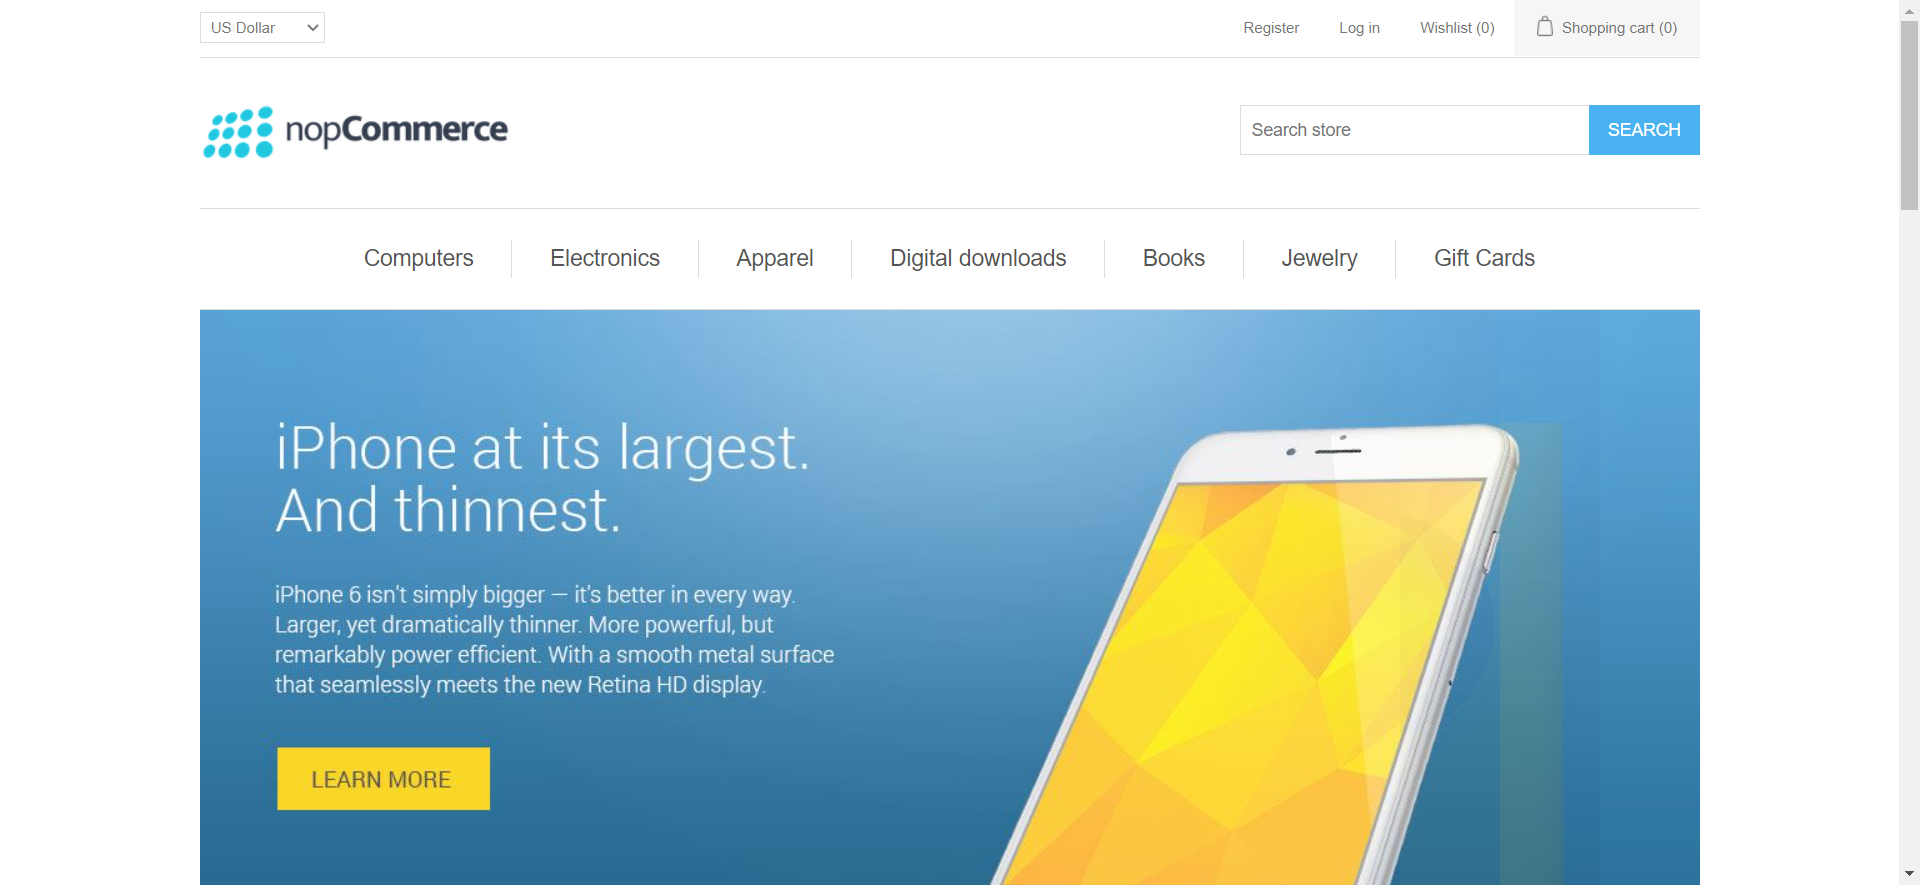 US Dollar
Register
Log in
Wishlist (0)
Shopping cart (0)
nopCommerce
Search store
SEARCH
Computers
Electronics
Apparel
Digital downloads
Books
Jewelry
Gift Cards
iPhone at its largest.
And thinnest.
iPhone 6 isn't simply bigger — it's better in every way.
Larger, yet dramatically thinner. More powerful, but
remarkably power efficient. With a smooth metal surface
that seamlessly meets the new Retina HD display.
LEARN MORE